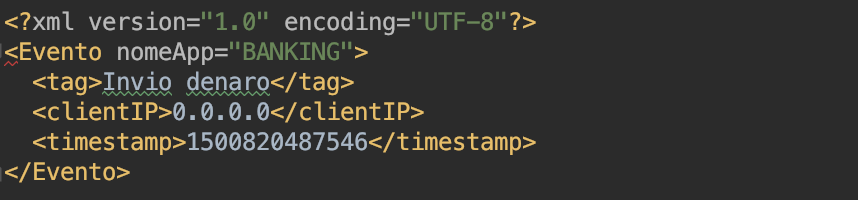 <?xml version="1.0" encoding="UTF-8"?>
<Evento nomeApp="BANKING">
  <tag>Invio denaro</tag>
  <clientIP>0.0.0.0</clientIP>
  <timestamp>1500820487546</timestamp>
</Evento>